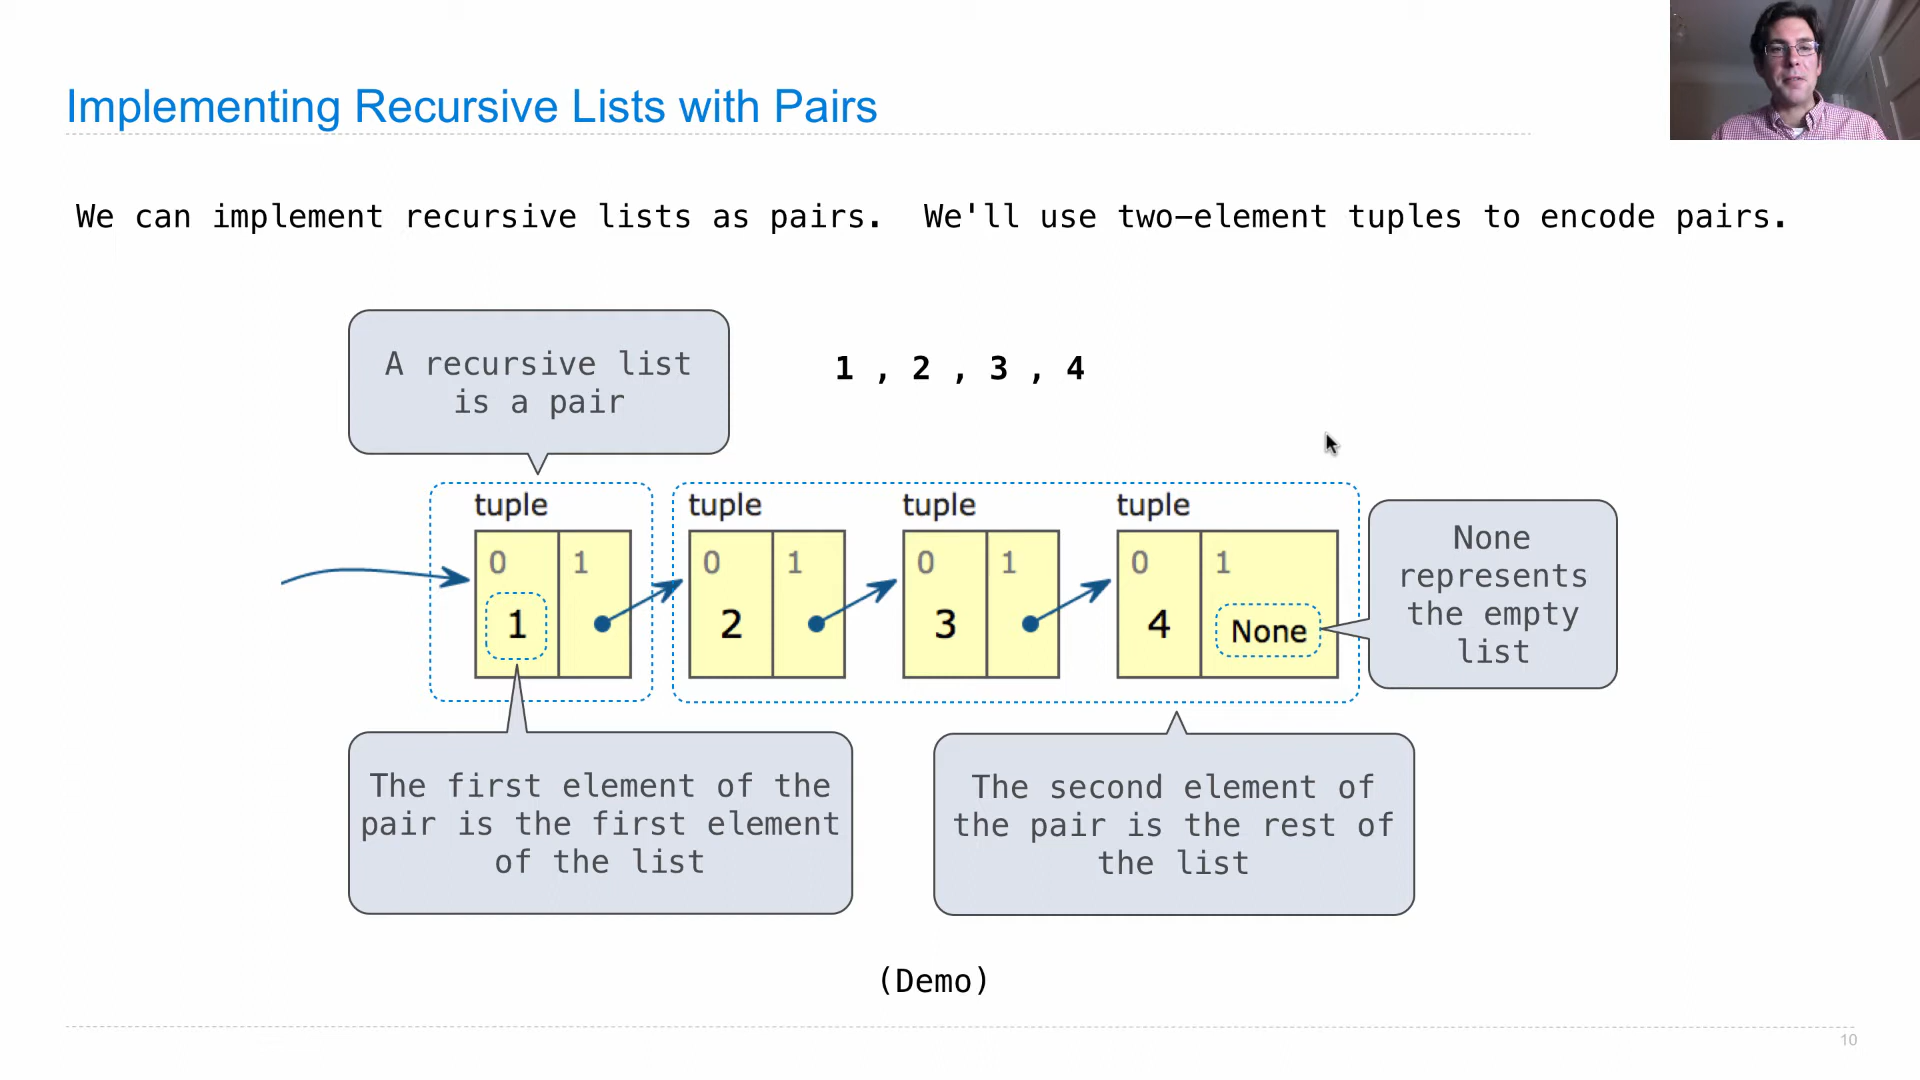 Implementing Recursive Lists with Pairs
We can implement recursive lists as pairs.  We'll use two-element tuples to encode pairs.
A recursive list
is a pair
1 , 2 , 3 , 4
tuple tuple tuple tuple
0 1 0 1 0 1 0 1
1 2 3 4 None
None
represents
the empty
list
The first element of the
pair is the first element
of the list
The second element of
the pair is the rest of
the list
(Demo)
10